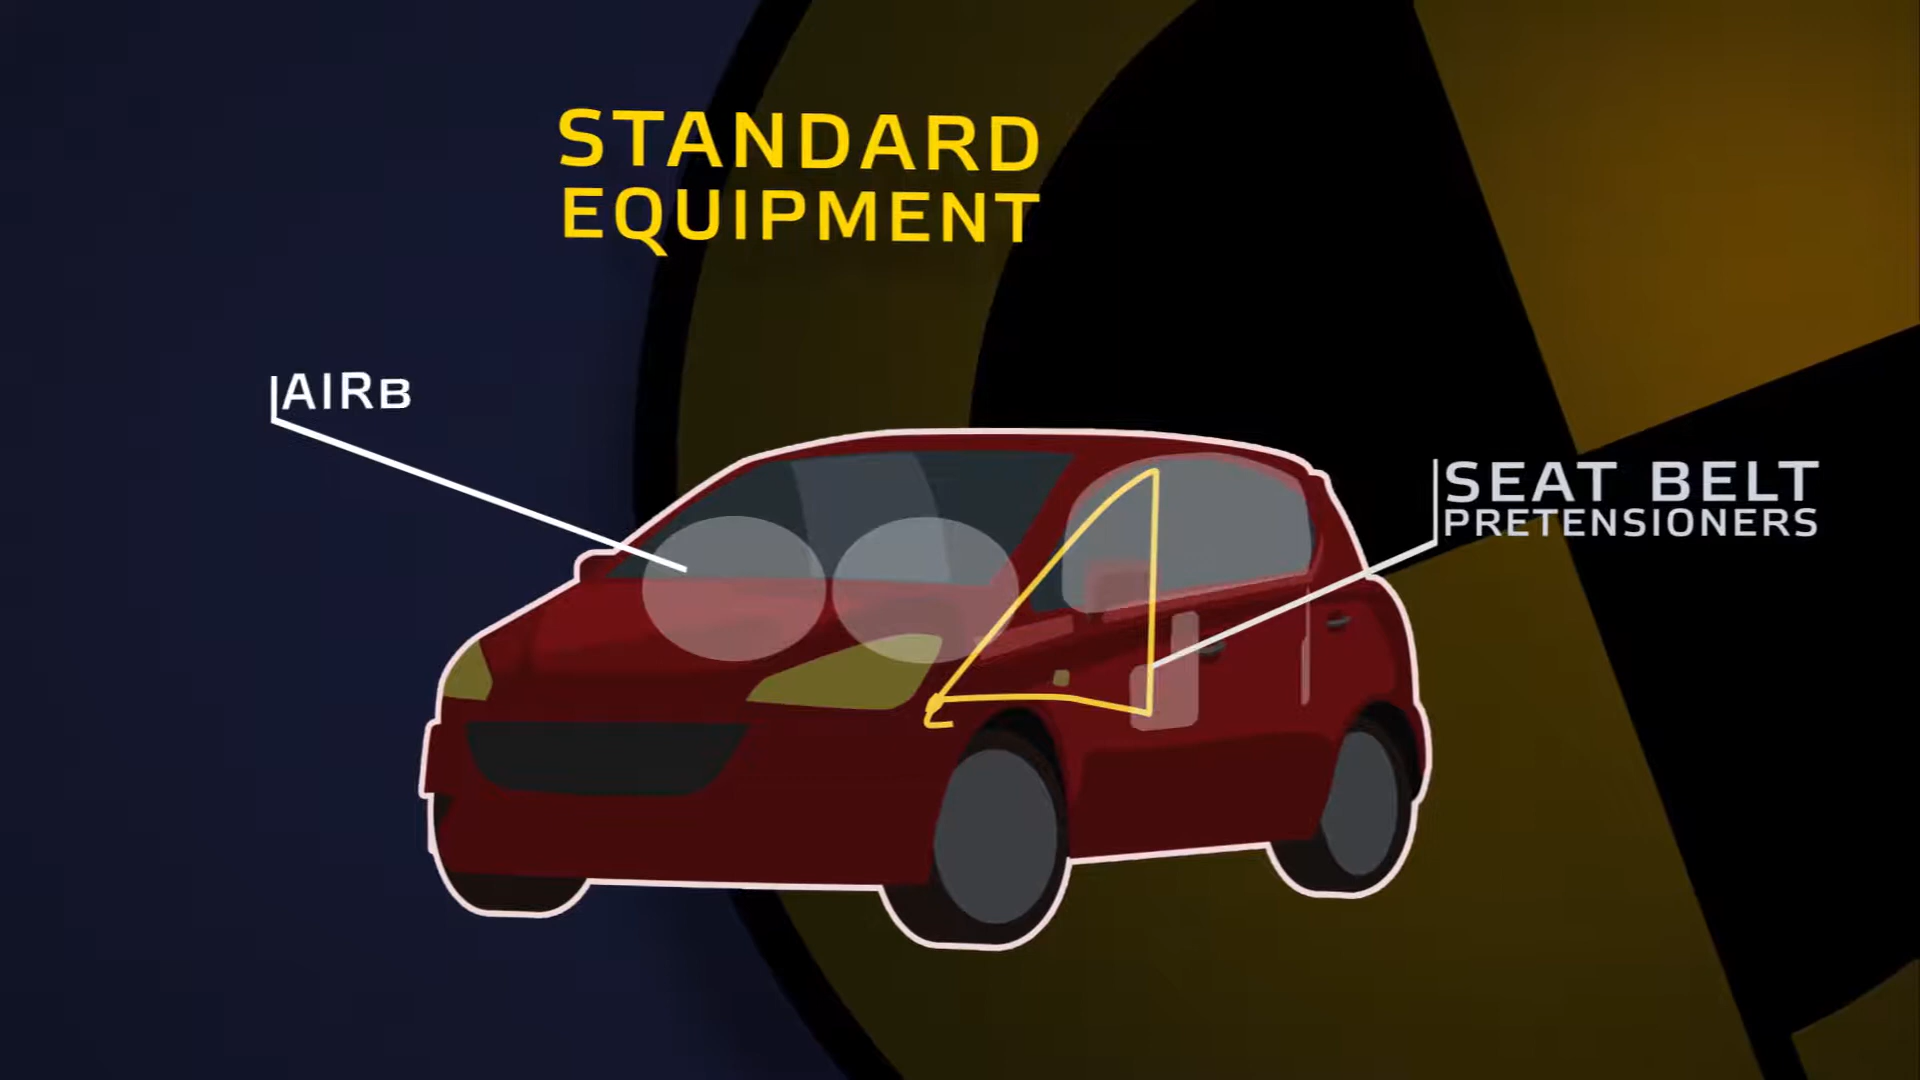 STANDARD
EQUIPMENT
AIRB
SEAT BELT
PRETENSIONERS